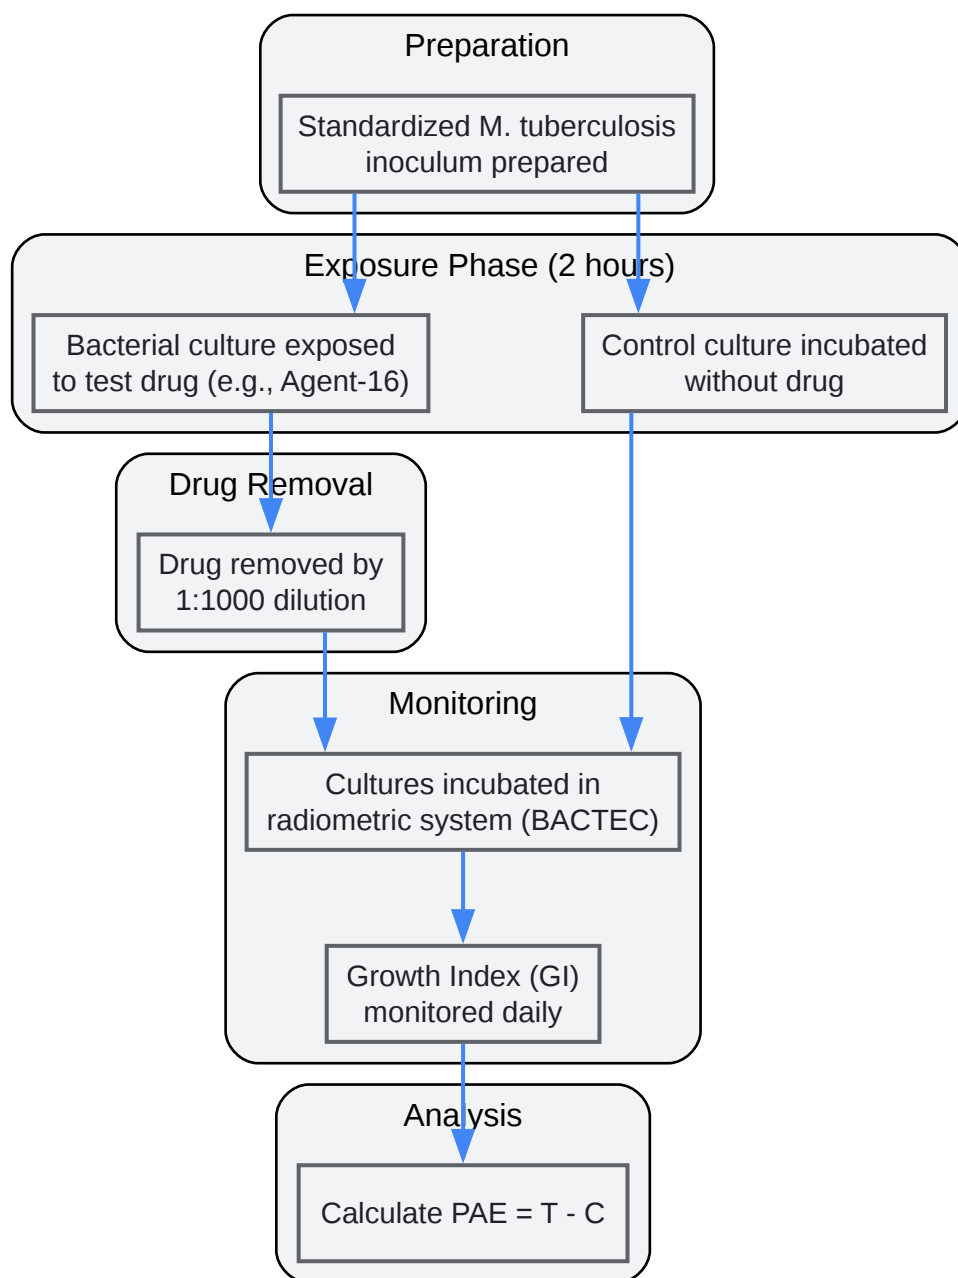 Preparation
Standardized M. tuberculosis
inoculum prepared
Exposure Phase (2 hours)
Bacterial culture exposed
to test drug (e.g., Agent-16)
Control culture incubated
without drug
Drug Removal
Drug removed by
1:1000 dilution
Monitoring
Cultures incubated in
radiometric system (BACTEC)
Growth Index (GI)
monitored daily
Analysis
Calculate PAE = T - C